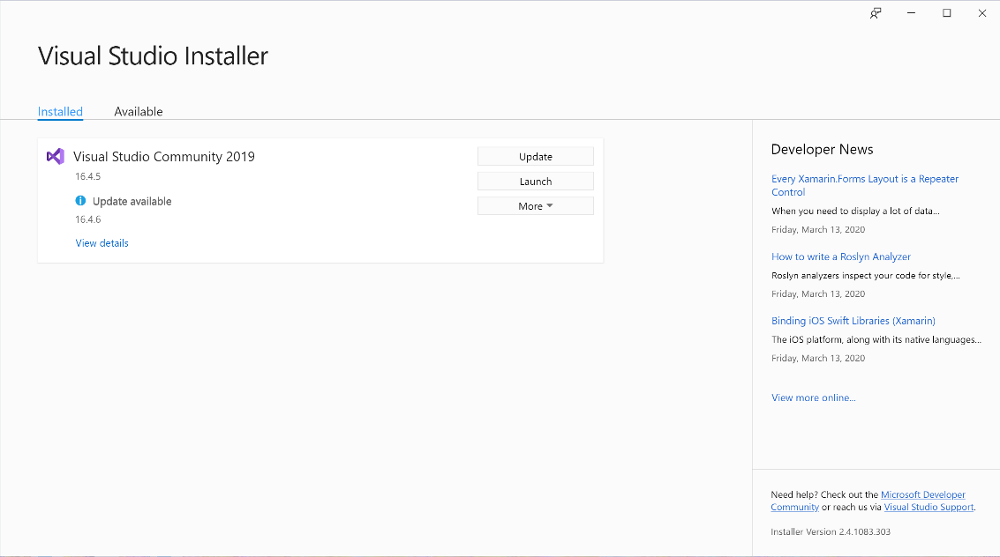 Visual Studio Installer
Installed
Available
Visual Studio Community 2019
16.4.5
Update available
16.4.6
View details
Update
Launch
More
Developer News
Every Xamarin.Forms Layout is a Repeater
Control
When you need to display a lot of data...
Friday, March 13, 2020
How to write a Roslyn Analyzer
Roslyn analyzers inspect your code for style,...
Friday, March 13, 2020
Binding iOS Swift Libraries (Xamarin)
The iOS platform, along with its native languages...
Friday, March 13, 2020
View more online...
Need help? Check out the Microsoft Developer
Community or reach us via Visual Studio Support.
Installer Version 2.4.1083.303